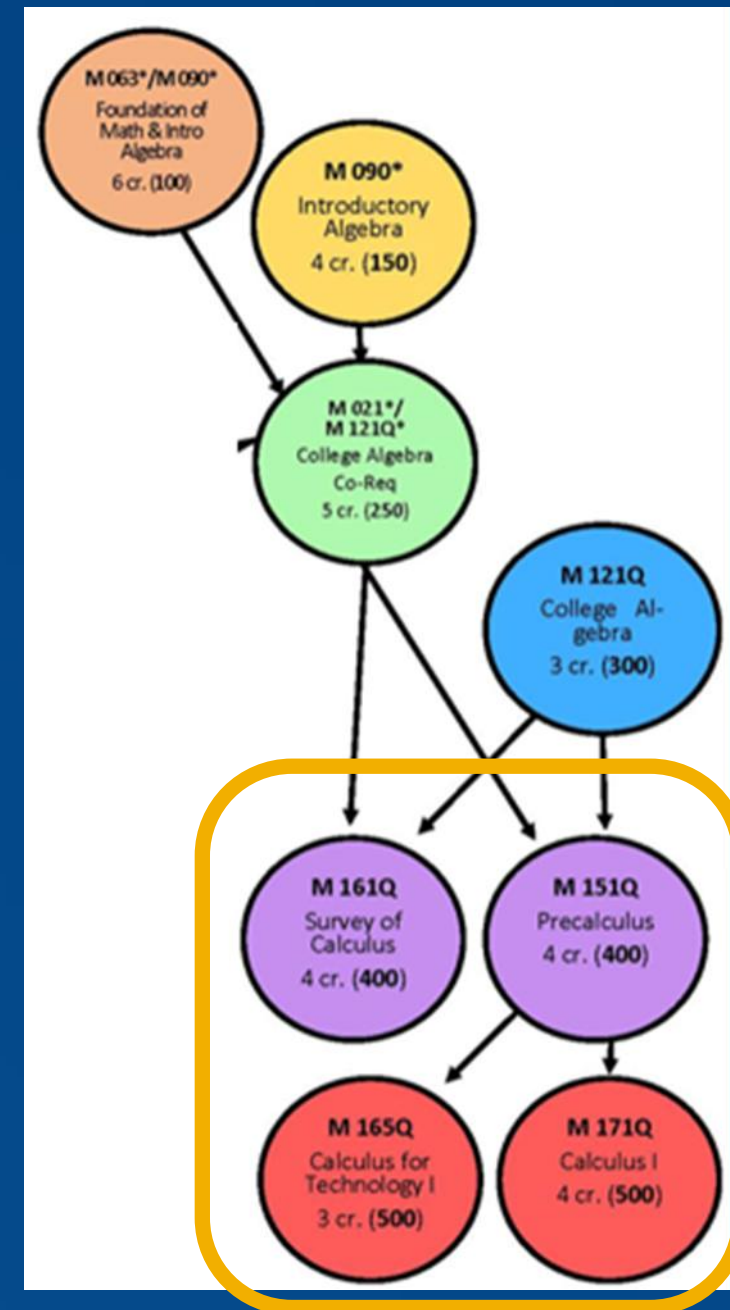 M 063*/M 090*
Foundation of
Math & Intro
Algebra
6 cr. (100)
M 090*
Introductory
Algebra
4 cr. (150)
M 021*/
M 121Q*
College Algebra
Co-Req
5 cr. (250)
M 121Q
College Al-
gebra
3 cr. (300)
M 161Q
Survey of
Calculus
4 cr. (400)
M 151Q
Precalculus
4 cr. (400)
M 165Q
Calculus for
Technology I
3 cr. (500)
M 171Q
Calculus I
4 cr. (500)